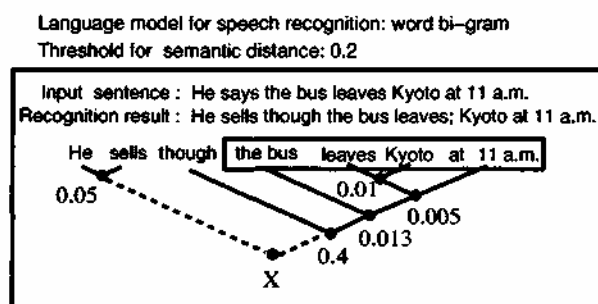 Language model for speech recognition: word bi-gram
Threshold for semantic distance: 0.2
Input sentence : He says the bus leaves Kyoto at 11 a.m.
Recognition result : He sells though the bus leaves; Kyoto at 11 a.m.
He sells though the bus leaves Kyoto at 11 a.m.
0.05
0.01
0.005
0.013
0.4
X